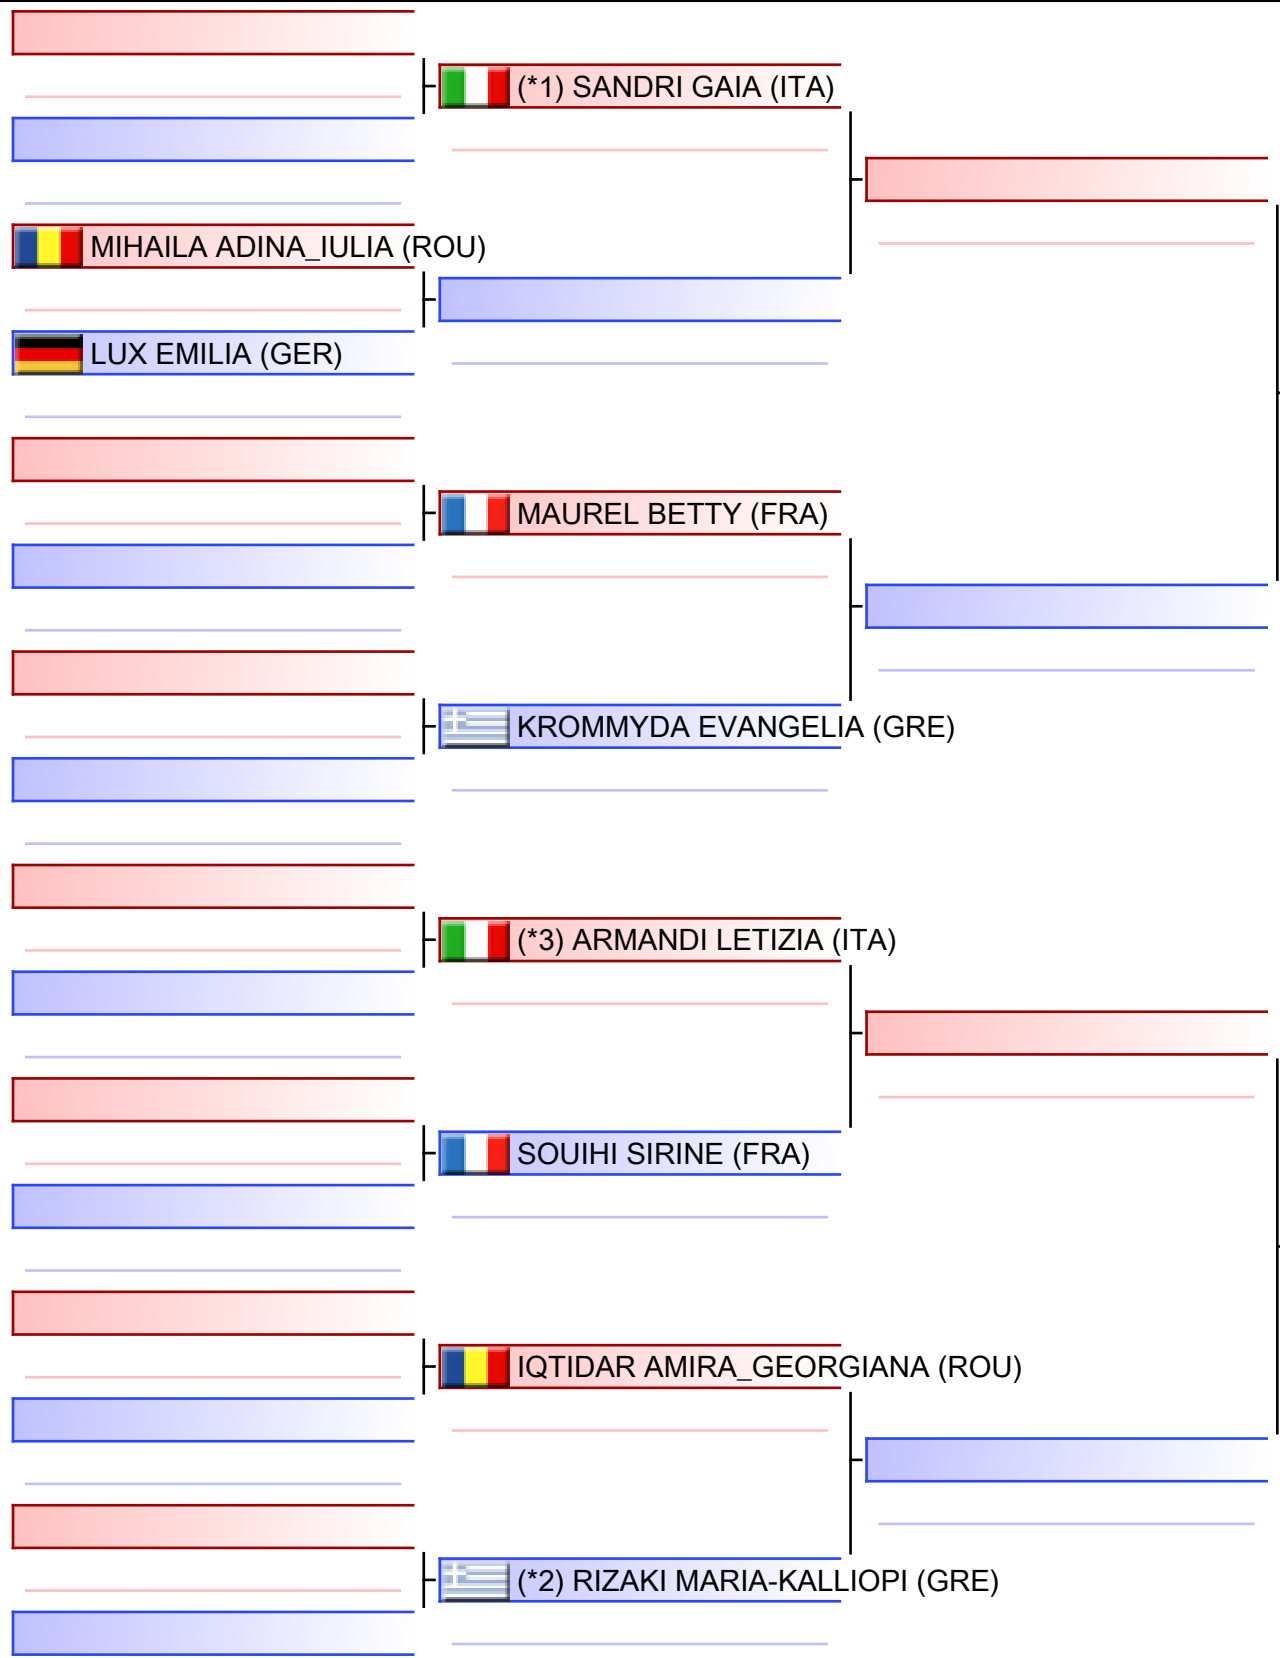 (*1) SANDRI GAIA (ITA)
MIHAILA ADINA_IULIA (ROU)
LUX EMILIA (GER)
MAUREL BETTY (FRA)
KROMMYDA EVANGELIA (GRE)
(*3) ARMANDI LETIZIA (ITA)
SOUIHI SIRINE (FRA)
IQTIDAR AMIRA_GEORGIANA (ROU)
(*2) RIZAKI MARIA-KALLIOPI (GRE)